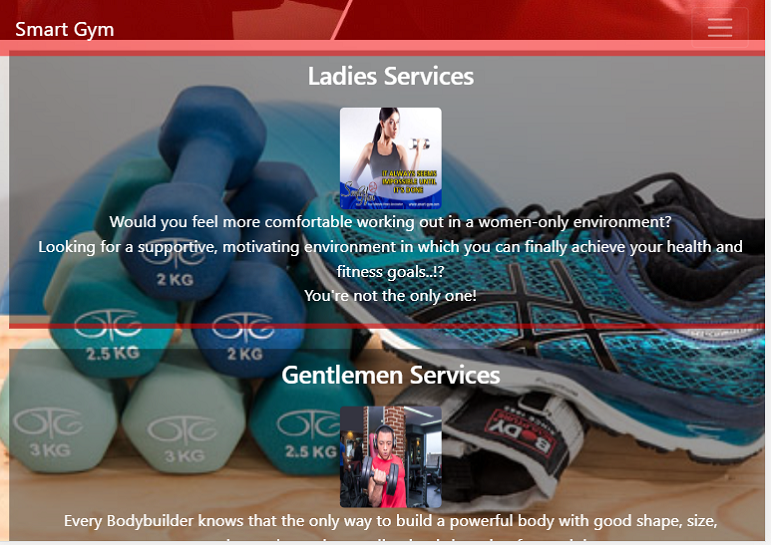 Smart Gym
Ladies Services
IT ALWAYS SEEMS
IMPOSSIBLE UNTIL
IT'S DONE
Would you feel more comfortable working out in a women-only environment?
Looking for a supportive, motivating environment in which you can finally achieve your health and
fitness goals..!?
You're not the only one!
2 KG
2.5 KG
2 KG
Gentlemen Services
3 KG
3 KG
2.5 KG
BODY
Every Bodybuilder knows that the only way to build a powerful body with good shape, size,